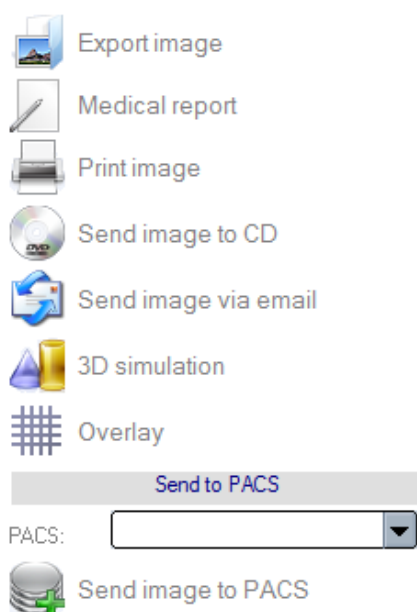 Export image
Medical report
Print image
DVD
Send image to CD
Send image via email
3D simulation
Overlay
Send to PACS
PACS:
Send image to PACS